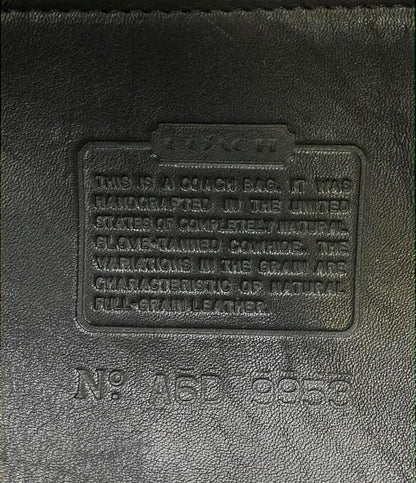 COACH
THIS IS A COACH BAG. IT WAS
HANDCRAFTED IN THE UNITED
STATES OF COMPLETELY NATURAL
GLOVE-TANNED COWHIDE. THE
VARIATIONS IN THE GRAIN ARE
CHARACTERISTIC OF NATURAL
FULL-GRAIN LEATHER.
Nº A6D 9953